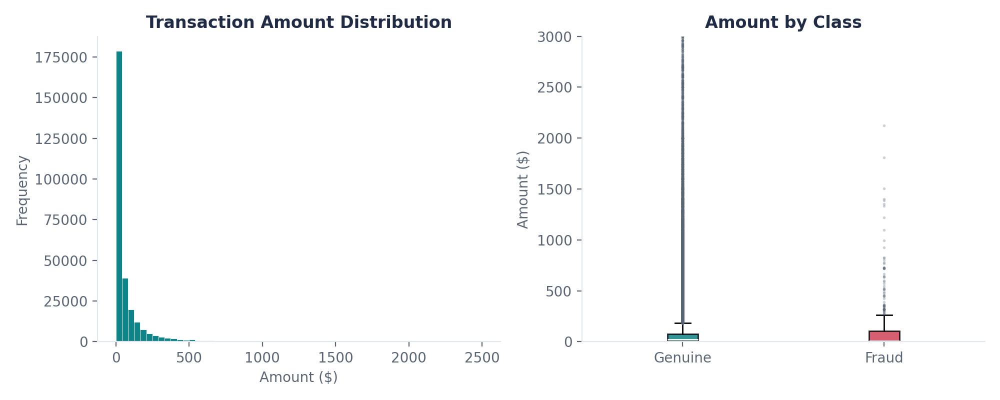 Transaction Amount Distribution
175000
150000
125000
100000
75000
50000
25000
0
Frequency
0 500 1000 1500 2000 2500
Amount ($)
Amount by Class
3000
2500
2000
1500
1000
500
0
Amount ($)
Genuine Fraud